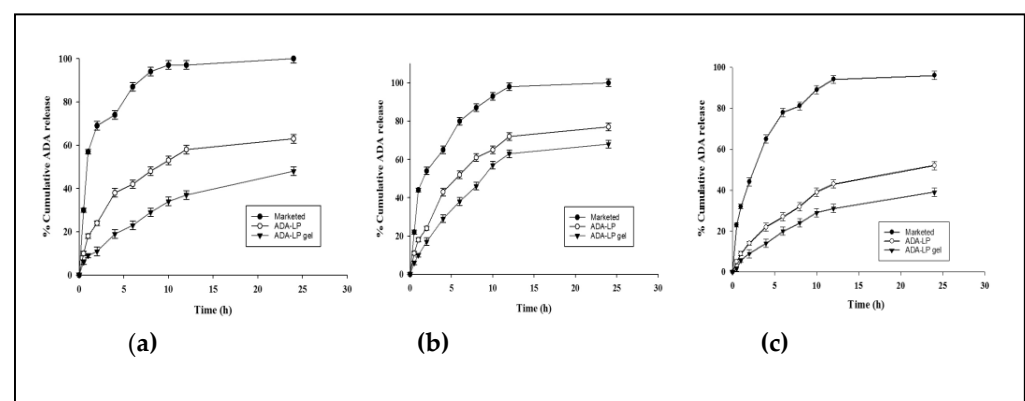 % Cumulative ADA release
100
80
60
40
20
0
0 5 10 15 20 25 30
Time (h)
Marketed
ADA-LP
ADA-LP gel
(a)
% Cumulative ADA release
100
80
60
40
20
0
0 5 10 15 20 25 30
Time (h)
Marketed
ADA-LP
ADA-LP gel
(b)
% Cumulative ADA release
100
80
60
40
20
0
0 5 10 15 20 25 30
Time (h)
Marketed
ADA-LP
ADA-LP gel
(c)